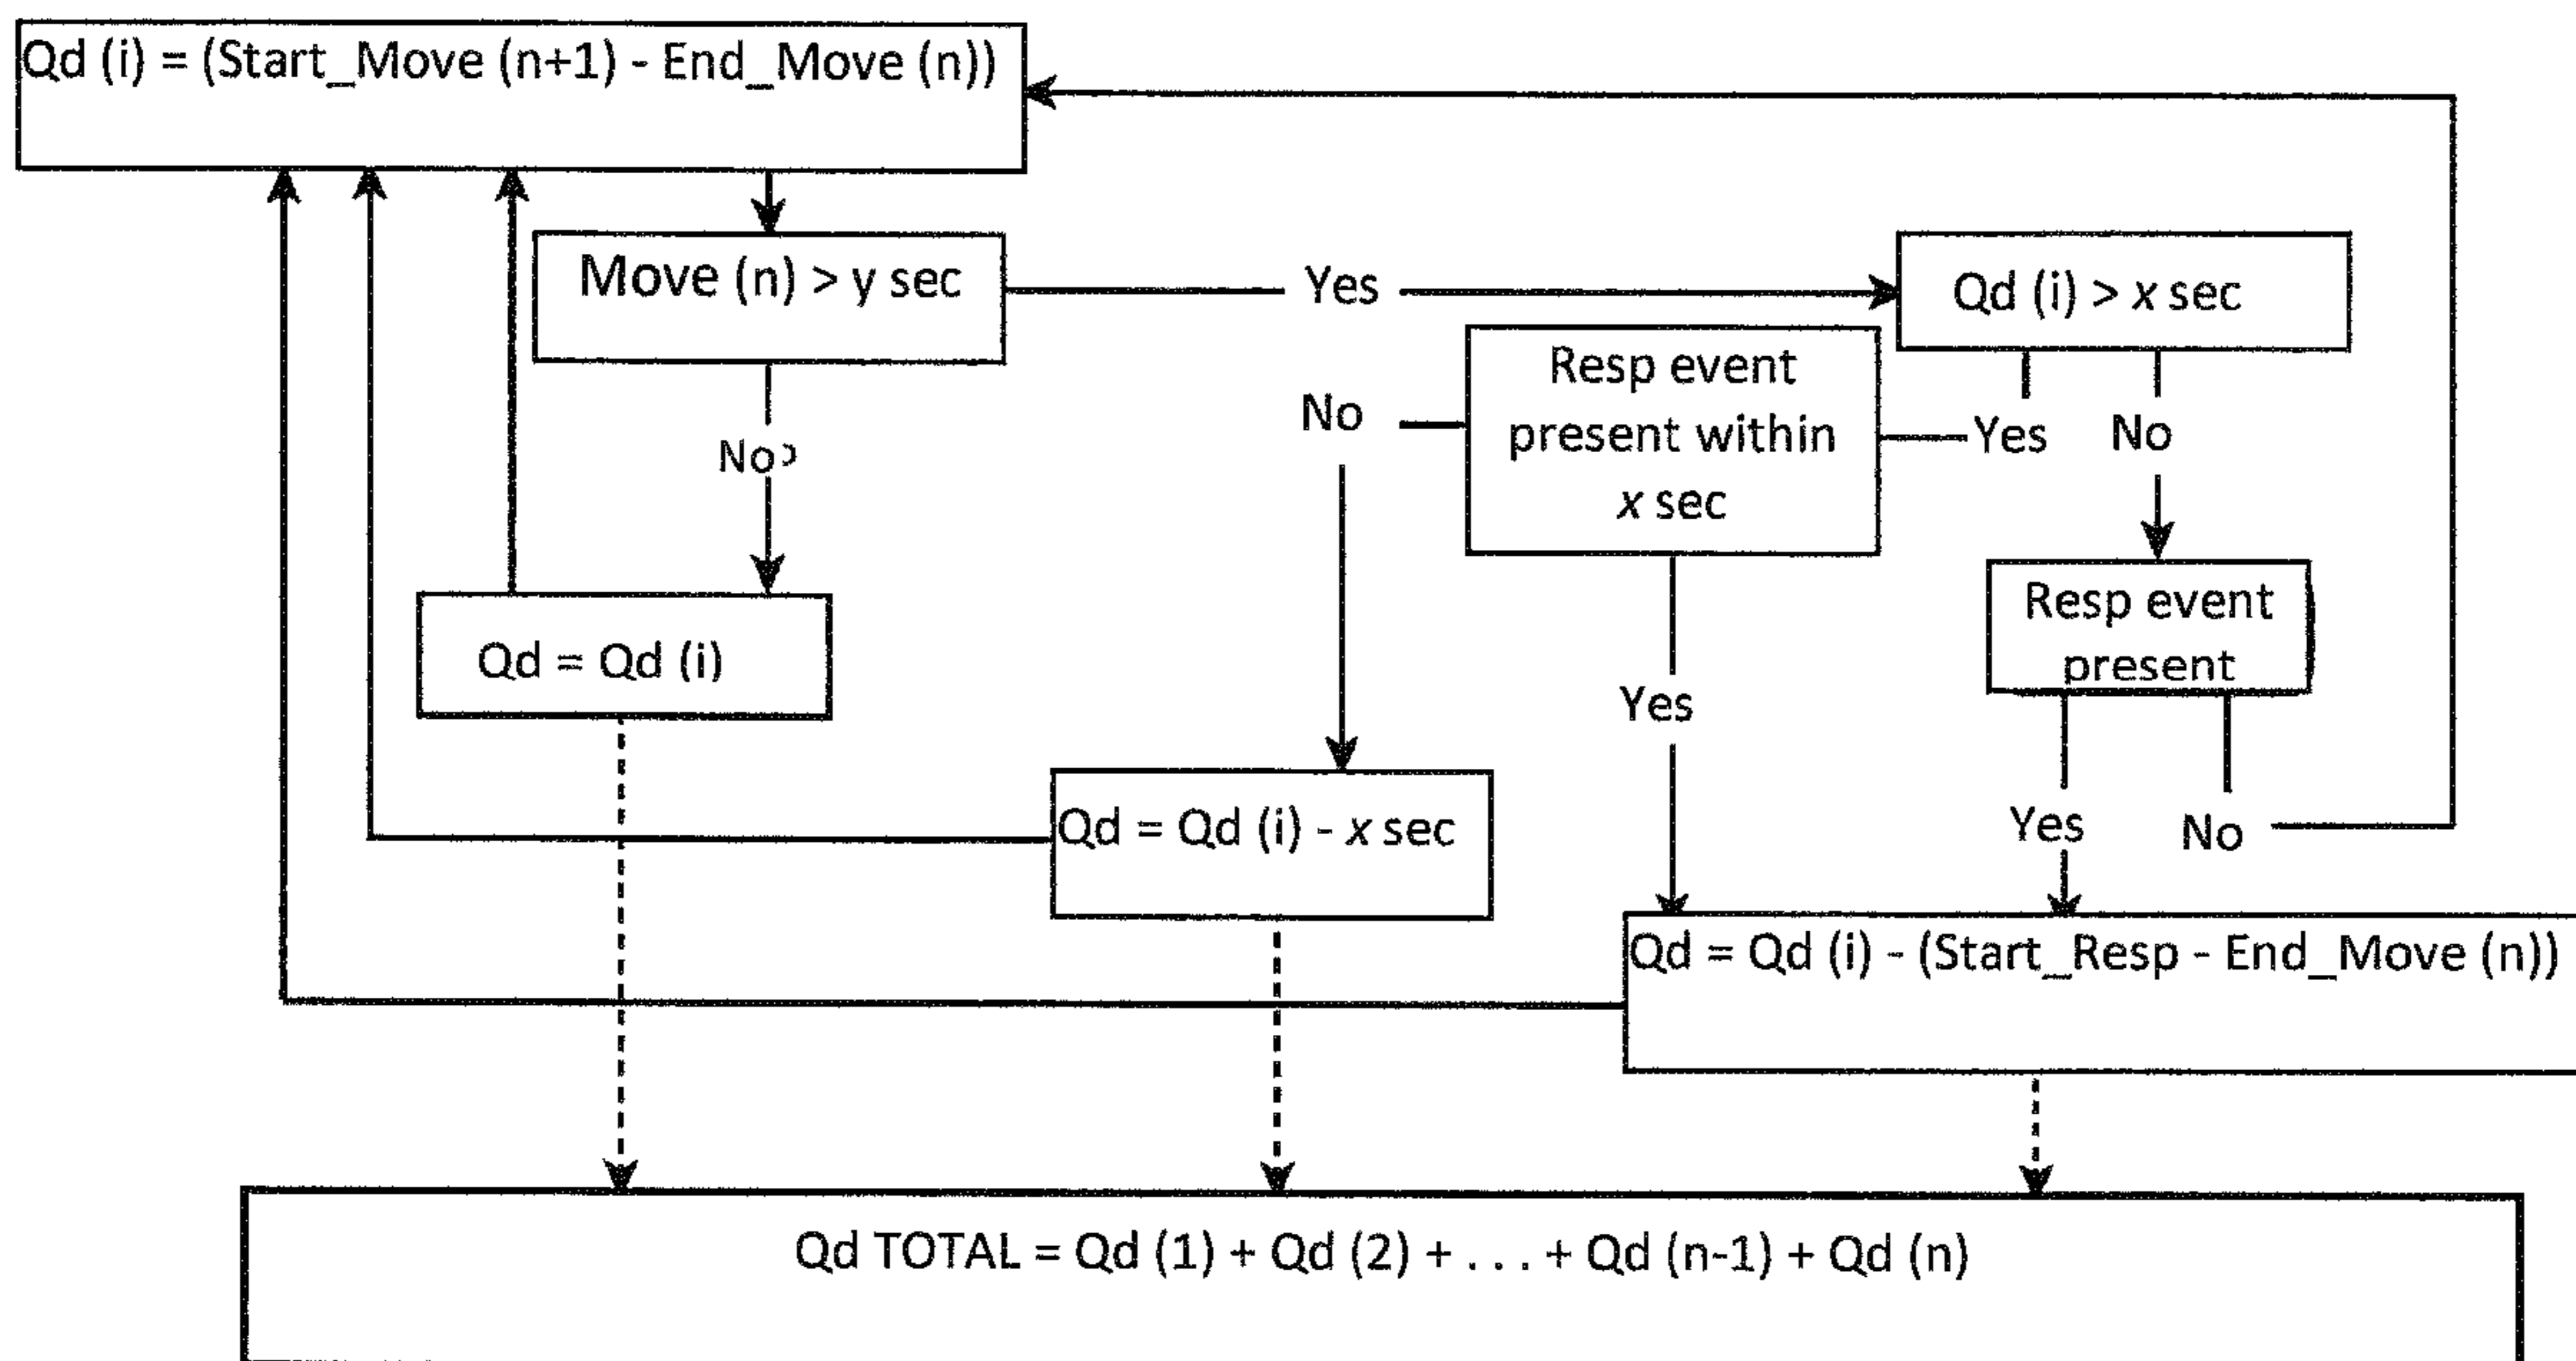 Qd (i) = (Start_Move (n+1) - End_Move (n))
Move (n) > y sec
Yes
Qd (i) > x sec
Resp event
present within
x sec
No
Yes
No
No
Resp event
present
Qd = Qd (i)
Yes
Qd = Qd (i) - x sec
Yes
No
Qd = Qd (i) - (Start_Resp - End_Move (n))
Qd TOTAL = Qd (1) + Qd (2) + . . . + Qd (n-1) + Qd (n)